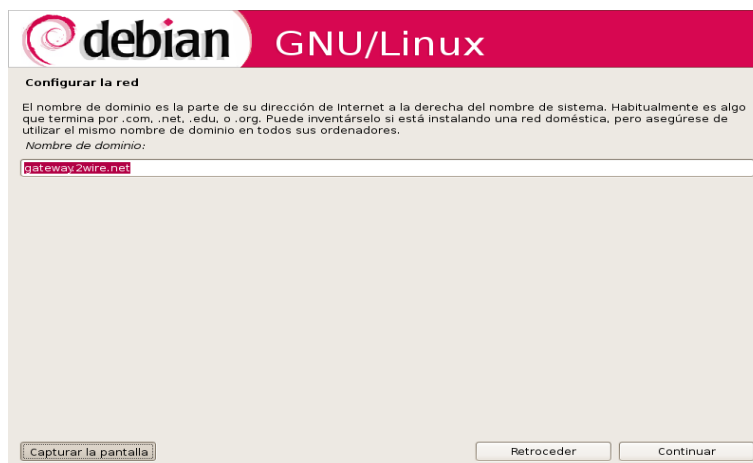 debian GNU/Linux
Configurar la red
El nombre de dominio es la parte de su dirección de Internet a la derecha del nombre de sistema. Habitualmente es algo
que termina por .com, .net, .edu, o .org. Puede inventárselo si está instalando una red doméstica, pero asegúrese de
utilizar el mismo nombre de dominio en todos sus ordenadores.
Nombre de dominio:
gateway.2wire.net
Capturar la pantalla Retroceder Continuar